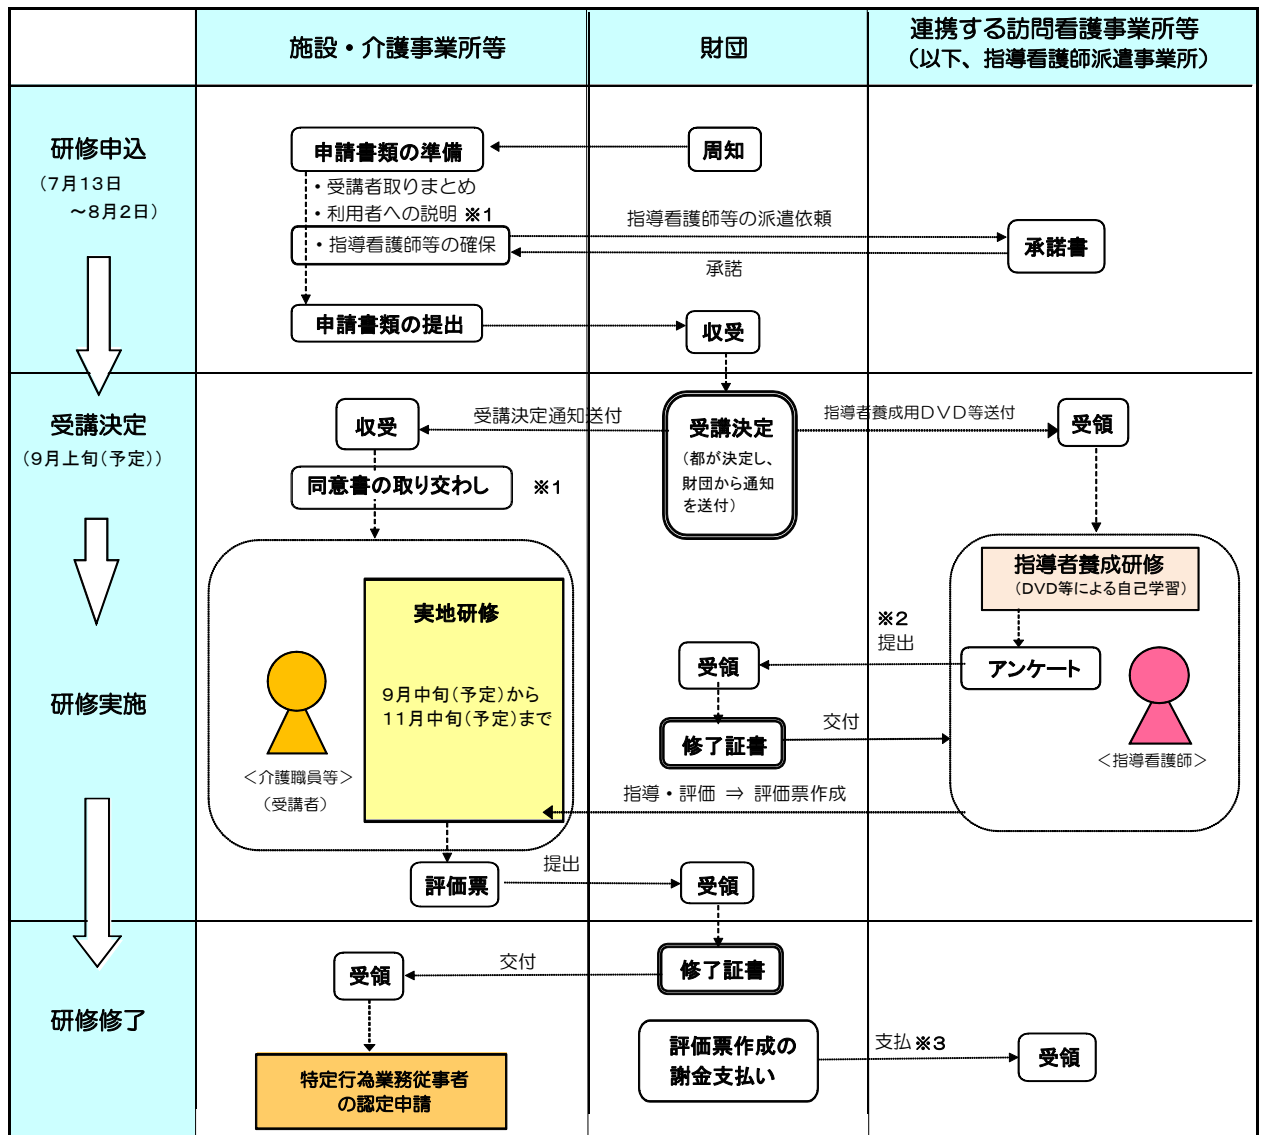 施設・介護事業所等
財団
連携する訪問看護事業所等
(以下、指導看護師派遣事業所)
研修申込
(7月13日
～8月2日)
申請書類の準備
周知
・受講者取りまとめ
・利用者への説明 ※1
・指導看護師等の確保
指導看護師等の派遣依頼
承諾
承諾書
申請書類の提出
収受
受講決定
(9月上旬(予定))
収受
受講決定通知送付
受講決定
(都が決定し、
財団から通知
を送付)
指導者養成用DVD等送付
受領
同意書の取り交わし
※1
指導者養成研修
(DVD等による自己学習)
実地研修
9月中旬(予定)から
11月中旬(予定)まで
研修実施
※2
提出
受領
アンケート
修了証書
交付
<介護職員等>
(受講者)
<指導看護師>
指導・評価 ⇒ 評価票作成
評価票
提出
受領
研修修了
受領
交付
修了証書
評価票作成の
謝金支払い
支払※3
受領
特定行為業務従事者
の認定申請